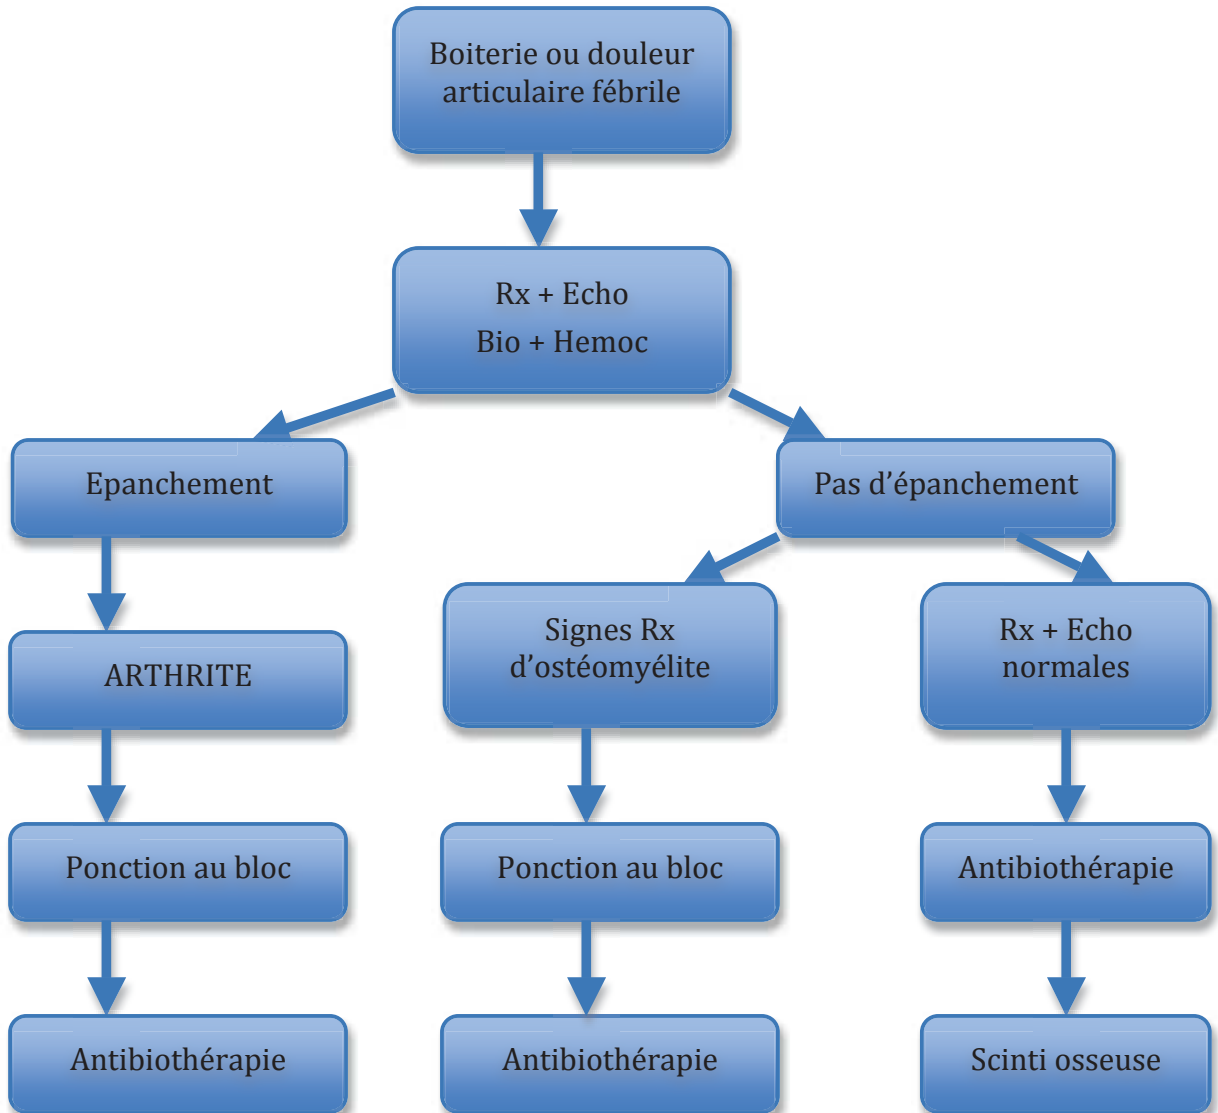 Boiterie ou douleur
articulaire fébrile
Rx + Echo
Bio + Hemoc
Epanchement
Pas d'épanchement
ARTHRITE
Signes Rx
d'ostéomyélite
Rx + Echo
normales
Ponction au bloc
Ponction au bloc
Antibiothérapie
Antibiothérapie
Antibiothérapie
Scinti osseuse